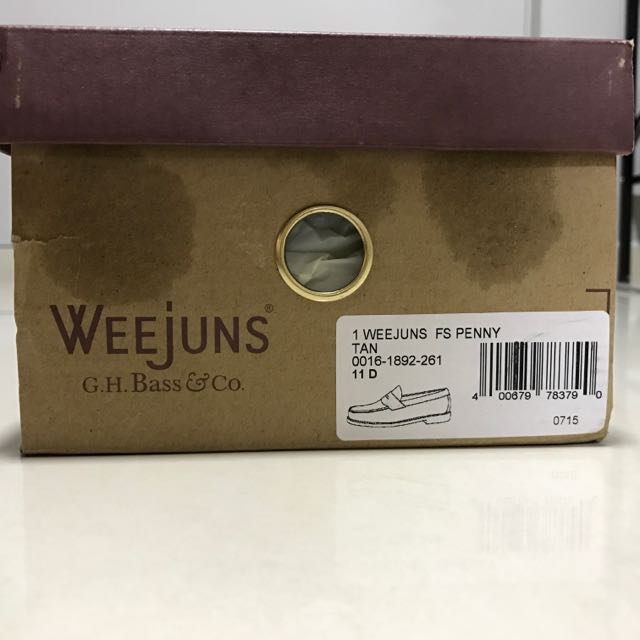 WEEJUNS®
G.H. BASS & CO.
1 WEEJUNS FS PENNY
TAN
0016-1892-261
11 D
4 00679 78379 0
0715